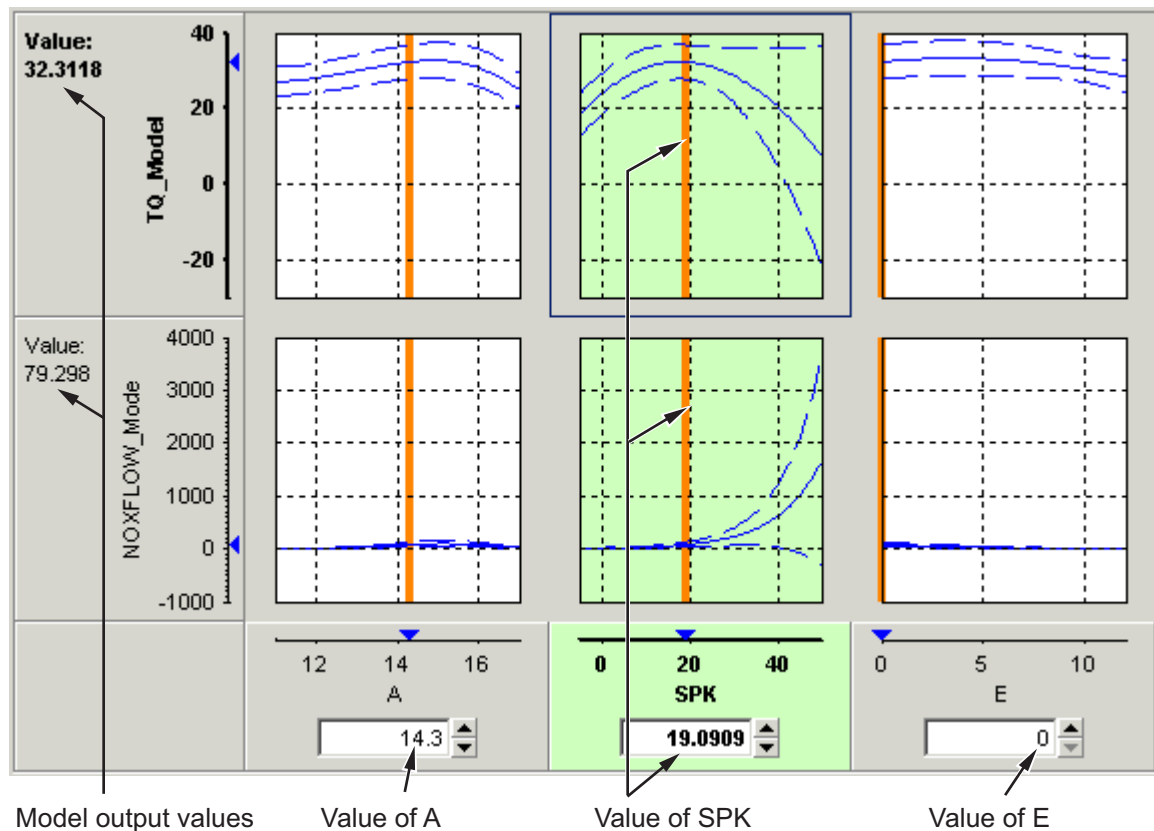 Value:
32.3118
TQ_Model
40
20
0
-20
Value:
79.298
NOXFLOW_Mode
4000
3000
2000
1000
0
-1000
12 14 16
A
14.3
0 20 40
SPK
19.0909
0 5 10
E
0
Model output values Value of A Value of SPK Value of E